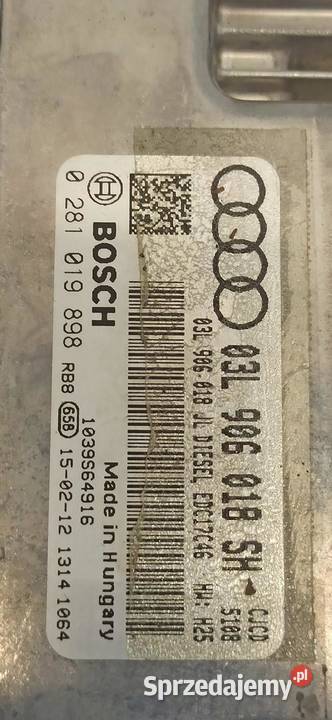 03L 906 018 SH CJCD
5108
03L 906 018 JL DIESEL EDC17C46 HW: H25
BOSCH
1039S64916
Made in Hungary
0 281 019 898 RB8 65B 15-02-12 1314 1064
Sprzedajemy.pl